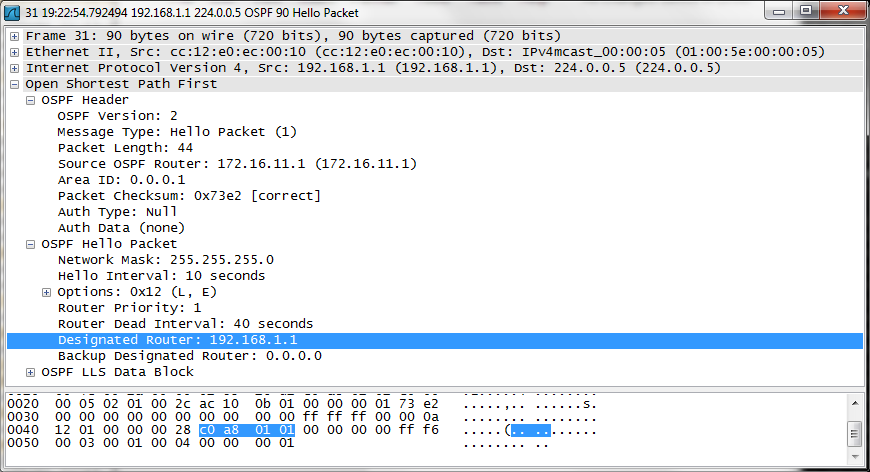 31 19:22:54.792494 192.168.1.1 224.0.0.5 OSPF 90 Hello Packet
Frame 31: 90 bytes on wire (720 bits), 90 bytes captured (720 bits)
Ethernet II, Src: cc:12:e0:ec:00:10 (cc:12:e0:ec:00:10), Dst: IPv4mcast_00:00:05 (01:00:5e:00:00:05)
Internet Protocol Version 4, Src: 192.168.1.1 (192.168.1.1), Dst: 224.0.0.5 (224.0.0.5)
Open Shortest Path First
OSPF Header
OSPF Version: 2
Message Type: Hello Packet (1)
Packet Length: 44
Source OSPF Router: 172.16.11.1 (172.16.11.1)
Area ID: 0.0.0.1
Packet Checksum: 0x73e2 [correct]
Auth Type: Null
Auth Data (none)
OSPF Hello Packet
Network Mask: 255.255.255.0
Hello Interval: 10 seconds
Options: 0x12 (L, E)
Router Priority: 1
Router Dead Interval: 40 seconds
Designated Router: 192.168.1.1
Backup Designated Router: 0.0.0.0
OSPF LLS Data Block
0020 00 05 02 01 00 2c ac 10 0b 01 00 00 00 01 73 e2 .....,.. ......s.
0030 00 00 00 00 00 00 00 00 00 00 ff ff ff 00 00 0a ........ ........
0040 12 01 00 00 00 28 c0 a8 01 01 00 00 00 00 ff f6 .....(.. ........
0050 00 03 00 01 00 04 00 00 00 01 ........ ..